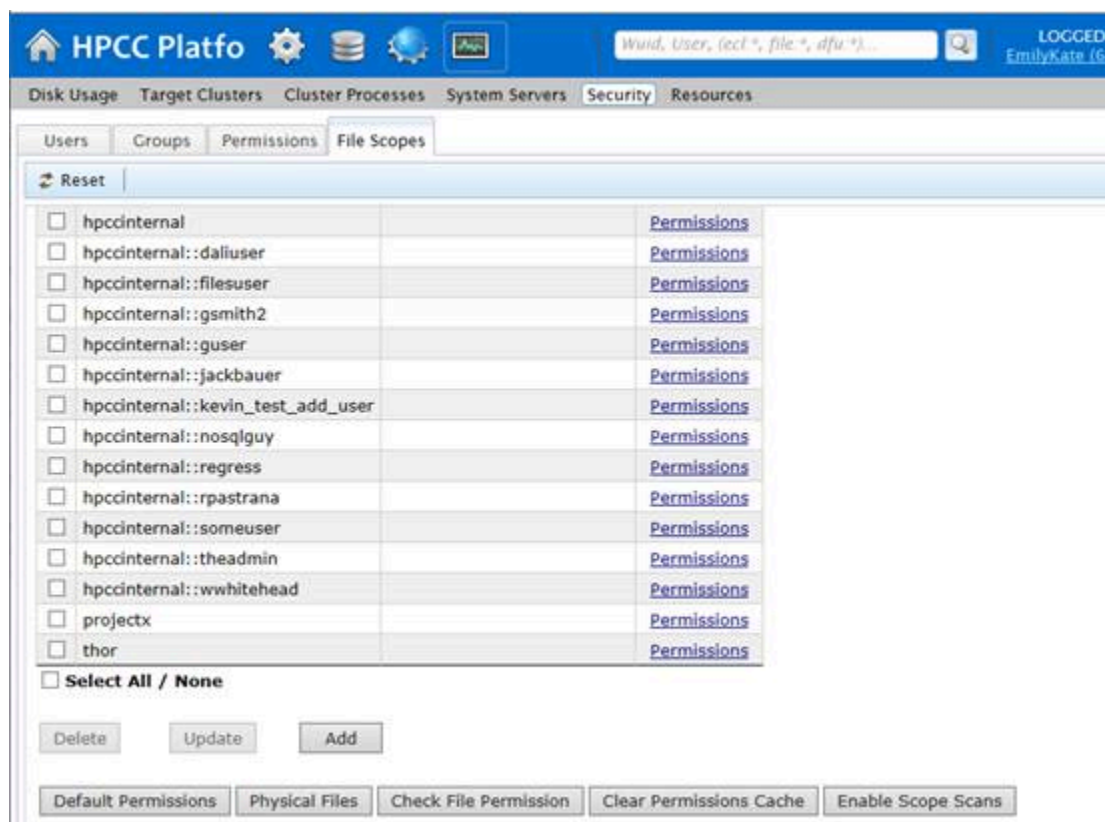 HPCC Platfo Wuid, User, (ecl:*, file:*, dfu:*)... LOGGED
EmilyKate (6
Disk Usage Target Clusters Cluster Processes System Servers Security Resources
Users Groups Permissions File Scopes
Reset
hpccinternal Permissions
hpccinternal::daliuser Permissions
hpccinternal::filesuser Permissions
hpccinternal::gsmith2 Permissions
hpccinternal::guser Permissions
hpccinternal::jackbauer Permissions
hpccinternal::kevin_test_add_user Permissions
hpccinternal::nosqlguy Permissions
hpccinternal::regress Permissions
hpccinternal::rpastrana Permissions
hpccinternal::someuser Permissions
hpccinternal::theadmin Permissions
hpccinternal::wwhitehead Permissions
projectx Permissions
thor Permissions
Select All / None
Delete Update Add
Default Permissions Physical Files Check File Permission Clear Permissions Cache Enable Scope Scans